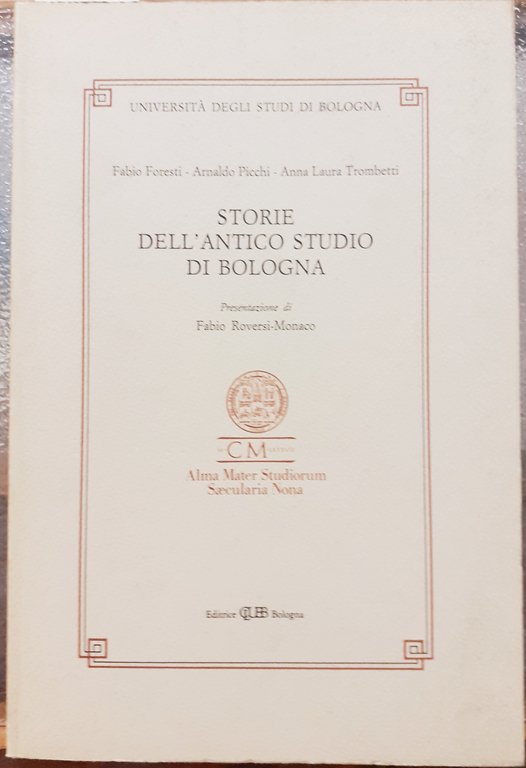 UNIVERSITÀ DEGLI STUDI DI BOLOGNA
Fabio Foresti - Arnaldo Picchi - Anna Laura Trombetti
STORIE
DELL'ANTICO STUDIO
DI BOLOGNA
Presentazione di
Fabio Roversi-Monaco
CM
Alma Mater Studiorum
Sæcularia Nona
Editrice CLUEB Bologna